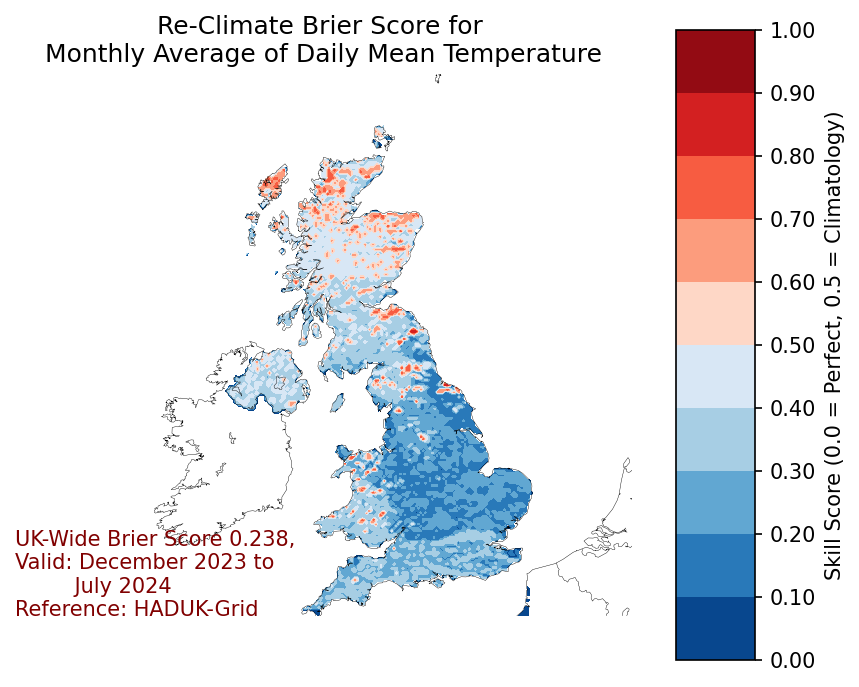 Re-Climate Brier Score for
Monthly Average of Daily Mean Temperature
1.00
0.90
0.80
0.70
0.60
0.50
0.40
0.30
0.20
0.10
0.00
Skill Score (0.0 = Perfect, 0.5 = Climatology)
UK-Wide Brier Score 0.238,
Valid: December 2023 to
July 2024
Reference: HADUK-Grid